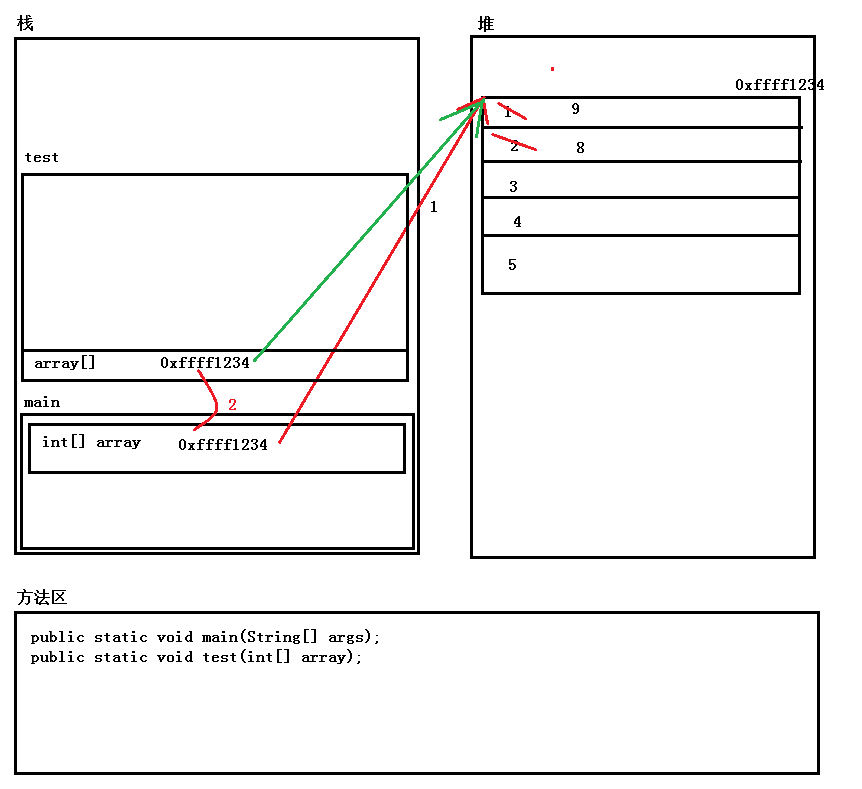 栈
堆
0xffff1234
1 9
2 8
3
4
5
test
1
array[] 0xffff1234
2
main
int[] array 0xffff1234
方法区
public static void main(String[] args);
public static void test(int[] array);